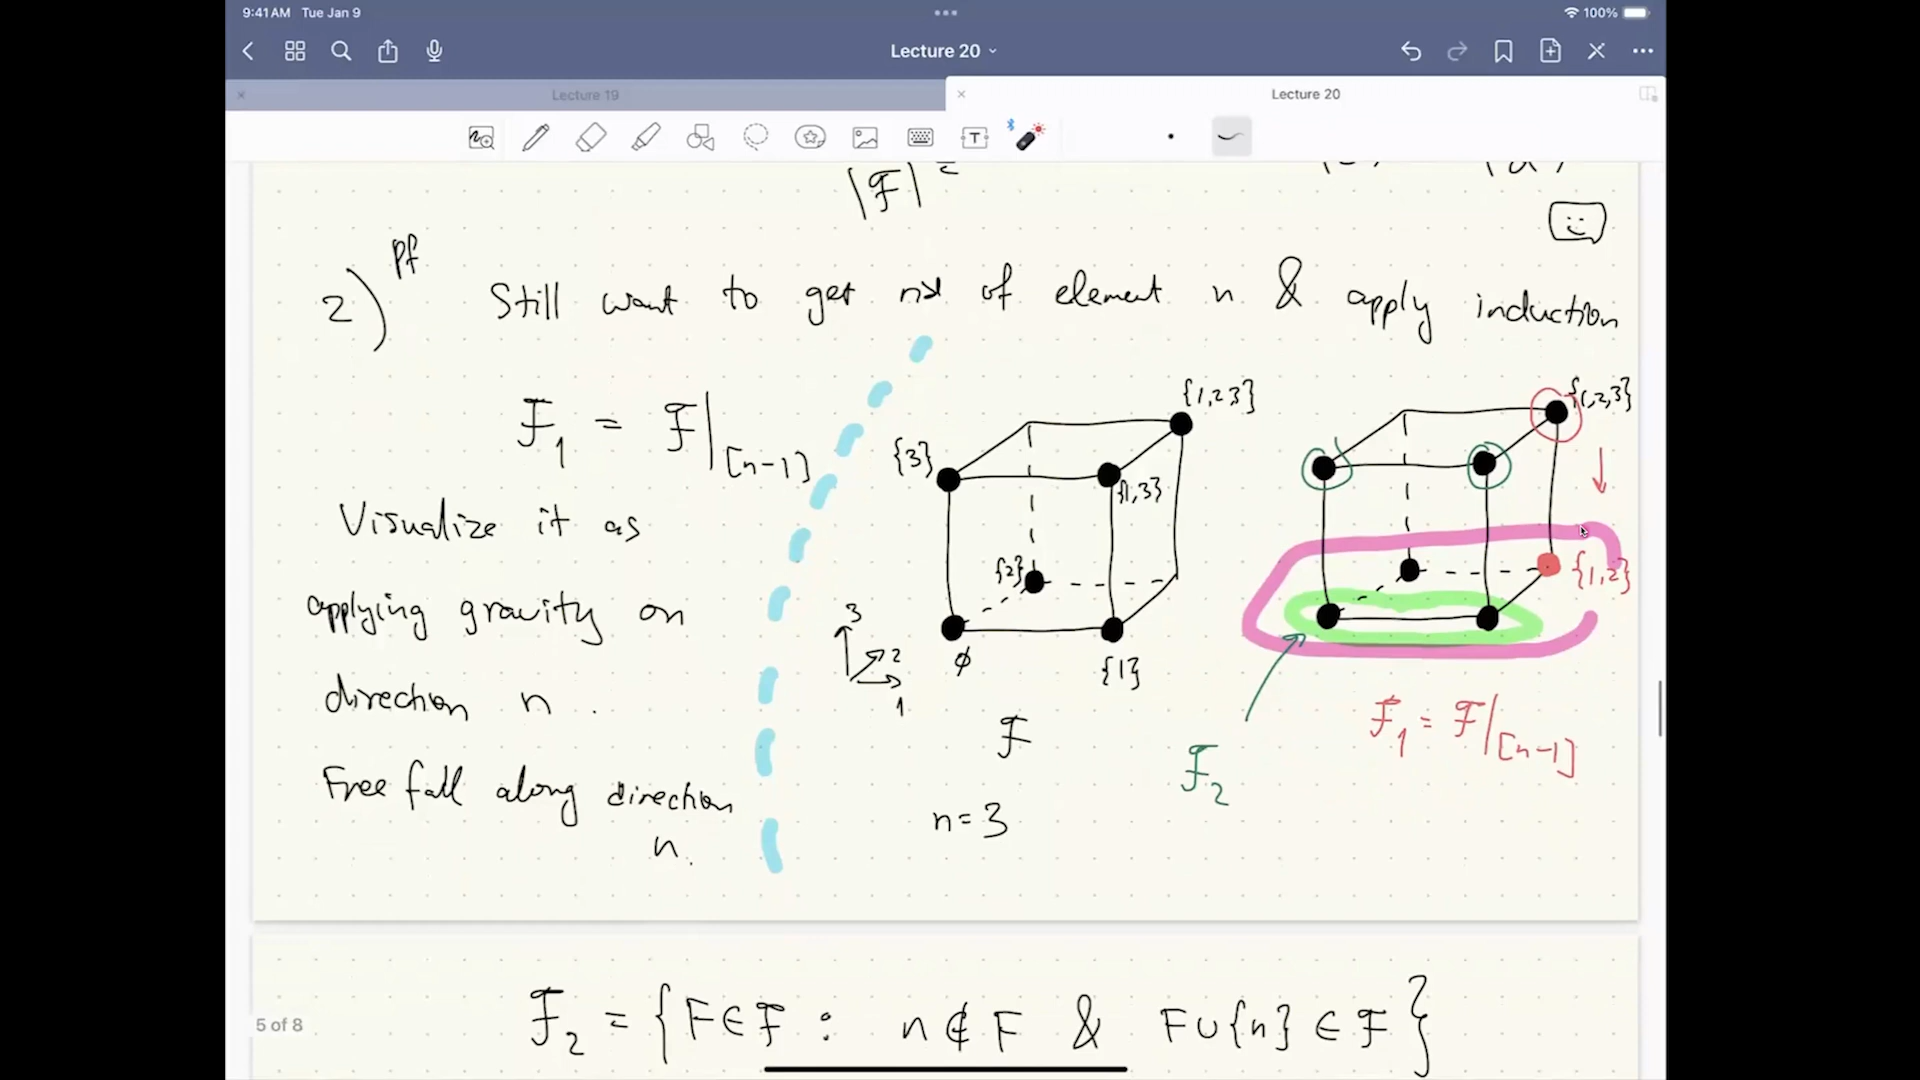 9:41 AM Tue Jan 9
100%
Lecture 20
Lecture 19
Lecture 20
|F| =
2) pf Still want to get rid of element n & apply induction
F₁ = F|[n-1]
Visualize it as
applying gravity on
direction n.
Free fall along direction
n.
{1,2,3}
{3}
{1,3}
{2}
∅
{1}
3
2
1
F
n=3
{1,2,3}
{1,2}
F₁ = F|[n-1]
F₂
F₂ = {F∈F : n∉F & F∪{n} ∈ F}
5 of 8